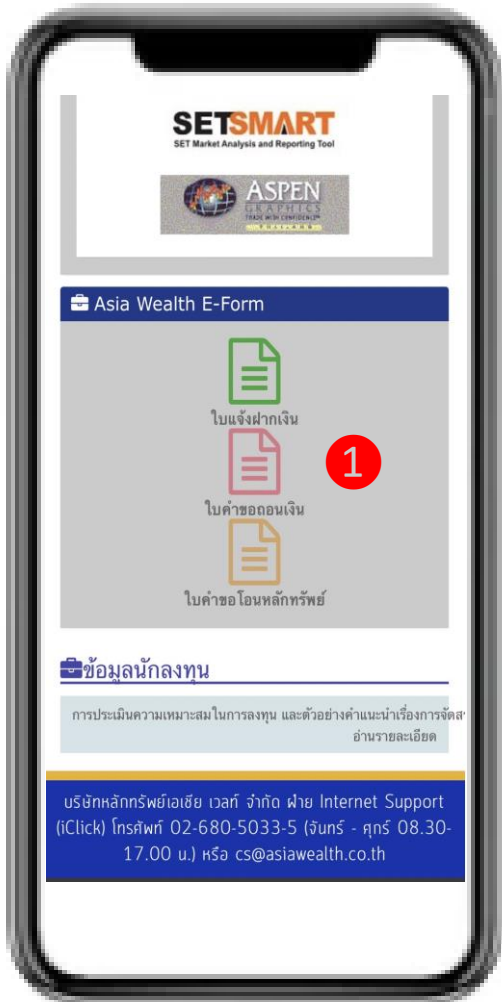 SETSMART
SET Market Analysis and Reporting Tool
ASPEN
GRAPHICS
TRADE WITH CONFIDENCE
Asia Wealth E-Form
ใบแจ้งฝากเงิน
1
ใบคำขอถอนเงิน
ใบคำขอโอนหลักทรัพย์
ข้อมูลนักลงทุน
การประเมินความเหมาะสมในการลงทุน และตัวอย่างคำแนะนำเรื่องการจัดส
อ่านรายละเอียด
บริษัทหลักทรัพย์เอเชีย เวลท์ จำกัด ฝ่าย Internet Support
(iClick) โทรศัพท์ 02-680-5033-5 (จันทร์ - ศุกร์ 08.30-
17.00 น.) หรือ cs@asiawealth.co.th